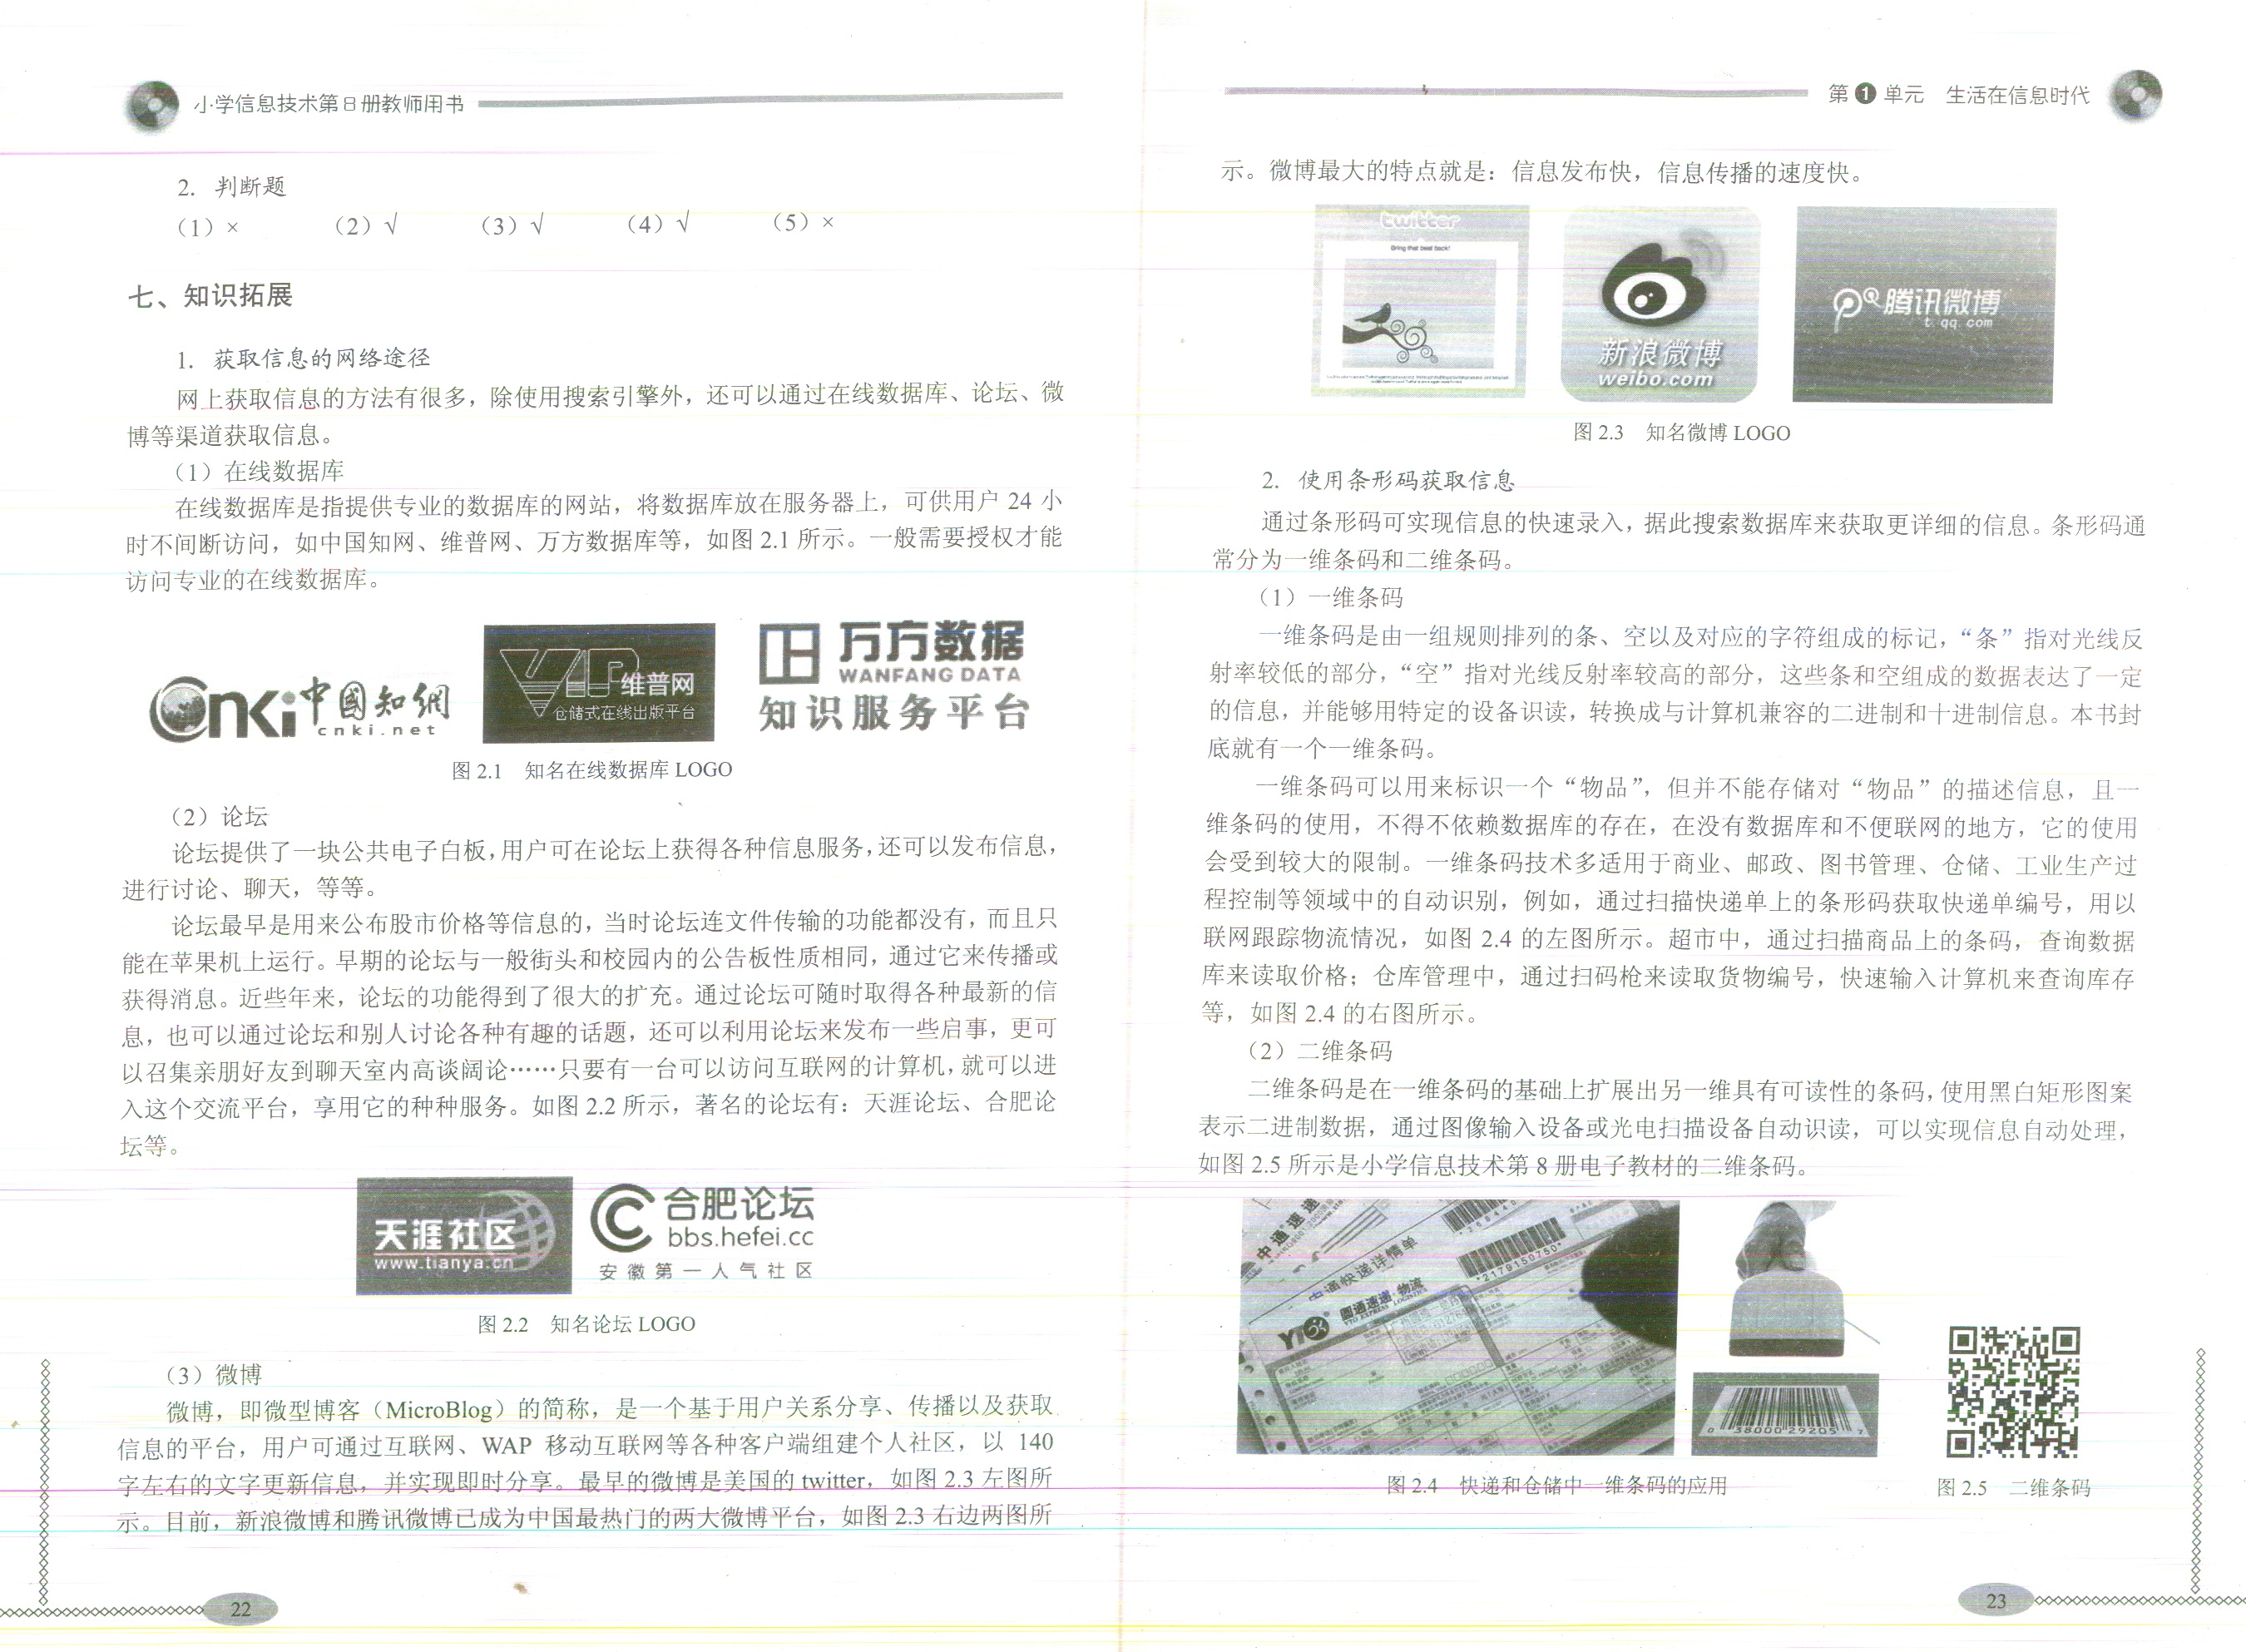 小学信息技术第8册教师用书
2. 判断题
（1）× （2）√ （3）√ （4）√ （5）×
七、知识拓展
1. 获取信息的网络途径
网上获取信息的方法有很多，除使用搜索引擎外，还可以通过在线数据库、论坛、微
博等渠道获取信息。
（1）在线数据库
在线数据库是指提供专业的数据库的网站，将数据库放在服务器上，可供用户 24 小
时不间断访问，如中国知网、维普网、万方数据库等，如图 2.1 所示。一般需要授权才能
访问专业的在线数据库。
Cnki 中國知網
cnki.net
VIP 维普网
仓储式在线出版平台
万方数据
WANFANG DATA
知识服务平台
图 2.1 知名在线数据库 LOGO
（2）论坛
论坛提供了一块公共电子白板，用户可在论坛上获得各种信息服务，还可以发布信息，
进行讨论、聊天，等等。
论坛最早是用来公布股市价格等信息的，当时论坛连文件传输的功能都没有，而且只
能在苹果机上运行。早期的论坛与一般街头和校园内的公告板性质相同，通过它来传播或
获得消息。近些年来，论坛的功能得到了很大的扩充。通过论坛可随时取得各种最新的信
息，也可以通过论坛和别人讨论各种有趣的话题，还可以利用论坛来发布一些启事，更可
以召集亲朋好友到聊天室内高谈阔论……只要有一台可以访问互联网的计算机，就可以进
入这个交流平台，享用它的种种服务。如图 2.2 所示，著名的论坛有：天涯论坛、合肥论
坛等。
天涯社区
www.tianya.cn
合肥论坛
bbs.hefei.cc
安徽第一人气社区
图 2.2 知名论坛 LOGO
（3）微博
微博，即微型博客（MicroBlog）的简称，是一个基于用户关系分享、传播以及获取
信息的平台，用户可通过互联网、WAP 移动互联网等各种客户端组建个人社区，以 140
字左右的文字更新信息，并实现即时分享。最早的微博是美国的 twitter，如图 2.3 左图所
示。目前，新浪微博和腾讯微博已成为中国最热门的两大微博平台，如图 2.3 右边两图所
22
第1单元 生活在信息时代
示。微博最大的特点就是：信息发布快，信息传播的速度快。
twitter
Bring that beat back!
新浪微博
weibo.com
腾讯微博
t.qq.com
图 2.3 知名微博 LOGO
2. 使用条形码获取信息
通过条形码可实现信息的快速录入，据此搜索数据库来获取更详细的信息。条形码通
常分为一维条码和二维条码。
（1）一维条码
一维条码是由一组规则排列的条、空以及对应的字符组成的标记，“条”指对光线反
射率较低的部分，“空”指对光线反射率较高的部分，这些条和空组成的数据表达了一定
的信息，并能够用特定的设备识读，转换成与计算机兼容的二进制和十进制信息。本书封
底就有一个一维条码。
一维条码可以用来标识一个“物品”，但并不能存储对“物品”的描述信息，且一
维条码的使用，不得不依赖数据库的存在，在没有数据库和不便联网的地方，它的使用
会受到较大的限制。一维条码技术多适用于商业、邮政、图书管理、仓储、工业生产过
程控制等领域中的自动识别，例如，通过扫描快递单上的条形码获取快递单编号，用以
联网跟踪物流情况，如图 2.4 的左图所示。超市中，通过扫描商品上的条码，查询数据
库来读取价格；仓库管理中，通过扫码枪来读取货物编号，快速输入计算机来查询库存
等，如图 2.4 的右图所示。
（2）二维条码
二维条码是在一维条码的基础上扩展出另一维具有可读性的条码，使用黑白矩形图案
表示二进制数据，通过图像输入设备或光电扫描设备自动识读，可以实现信息自动处理，
如图 2.5 所示是小学信息技术第 8 册电子教材的二维条码。
中通速递
中通快递详情单
*2179150750*
圆通速递·物流
YTO EXPRESS LOGISTICS
YTO
0 38000 29205 7
图 2.4 快递和仓储中一维条码的应用
图 2.5 二维条码
23